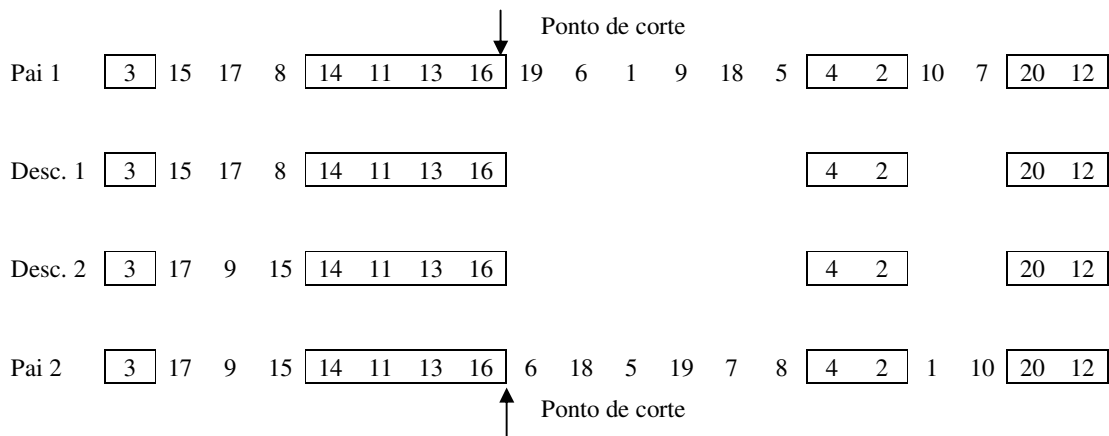 Ponto de corte
Pai 1 3 15 17 8 14 11 13 16 19 6 1 9 18 5 4 2 10 7 20 12
Desc. 1 3 15 17 8 14 11 13 16 4 2 20 12
Desc. 2 3 17 9 15 14 11 13 16 4 2 20 12
Pai 2 3 17 9 15 14 11 13 16 6 18 5 19 7 8 4 2 1 10 20 12
Ponto de corte